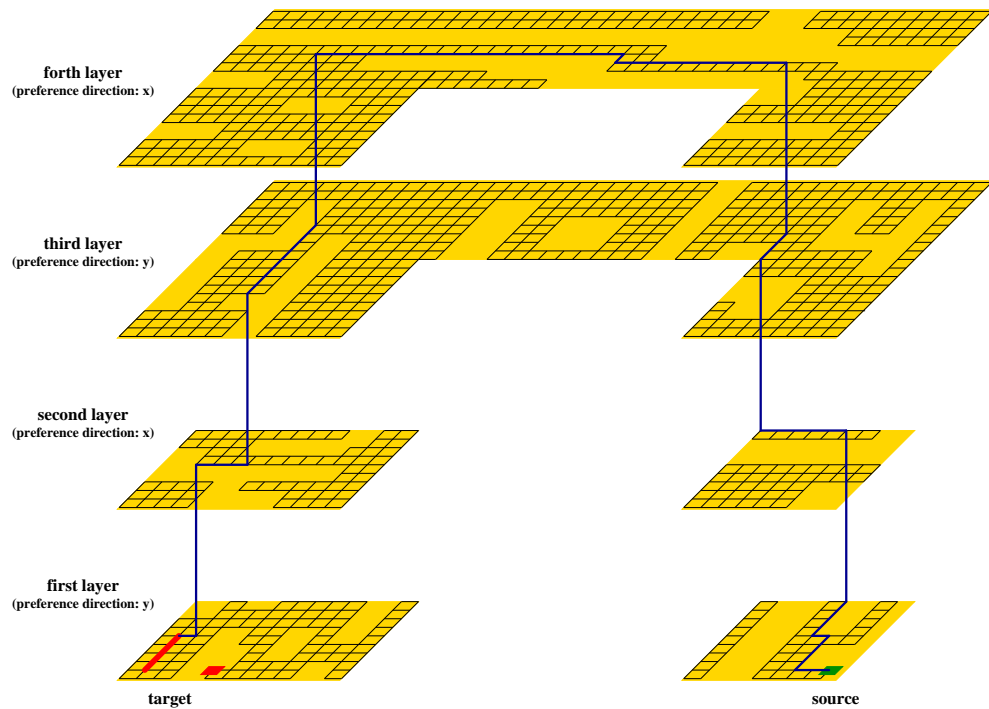 forth layer
(preference direction: x)
third layer
(preference direction: y)
second layer
(preference direction: x)
first layer
(preference direction: y)
target
source